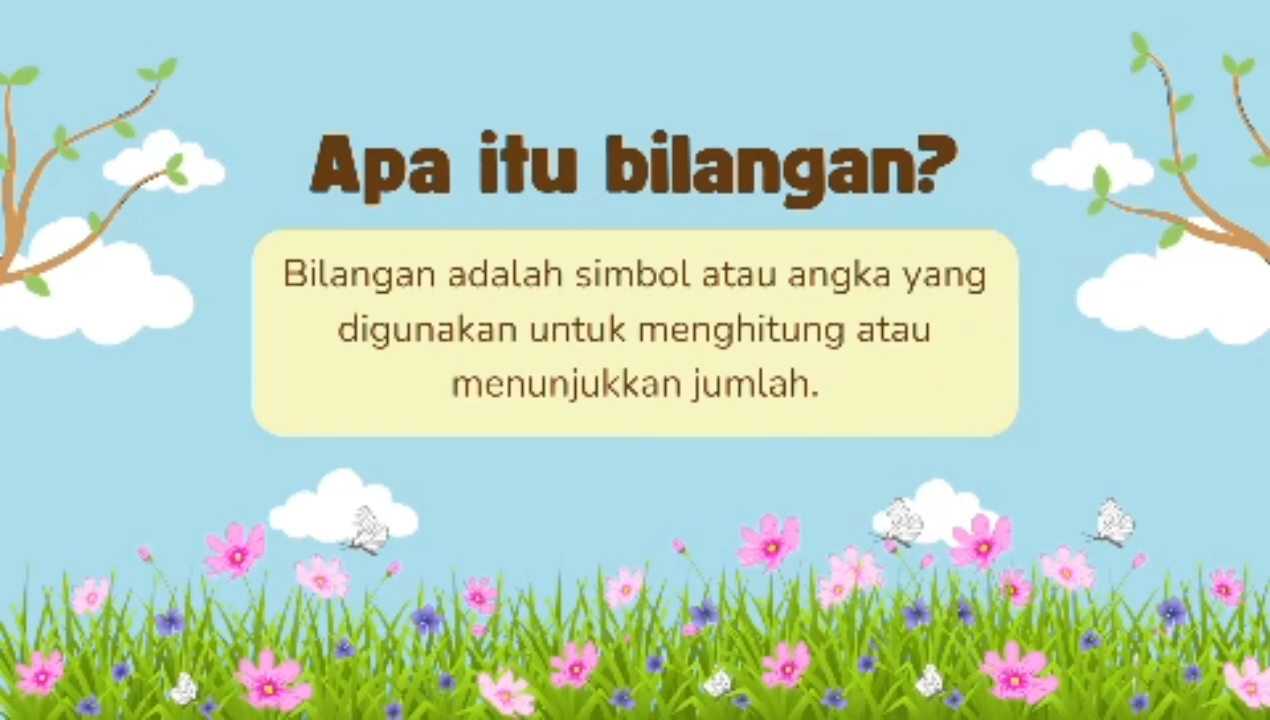 Apa itu bilangan?
Bilangan adalah simbol atau angka yang
digunakan untuk menghitung atau
menunjukkan jumlah.